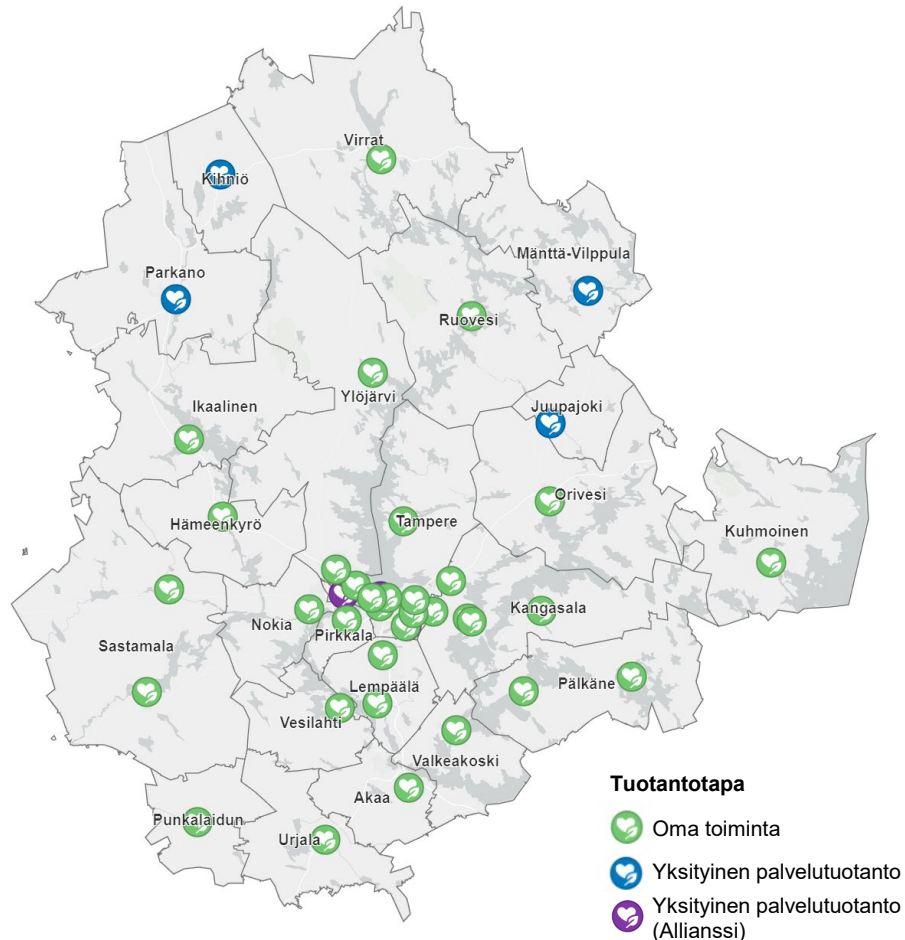 Virrat
Kihniö
Mänttä-Vilppula
Parkano
Ruovesi
Ylöjärvi
Ikaalinen
Juupajoki
Orivesi
Hämeenkyrö
Tampere
Kuhmoinen
Kangasala
Nokia
Pirkkala
Sastamala
Lempäälä
Pälkäne
Vesilahti
Valkeakoski
Akaa
Punkalaidun
Urjala
Tuotantotapa
Oma toiminta
Yksityinen palvelutuotanto
Yksityinen palvelutuotanto
(Allianssi)